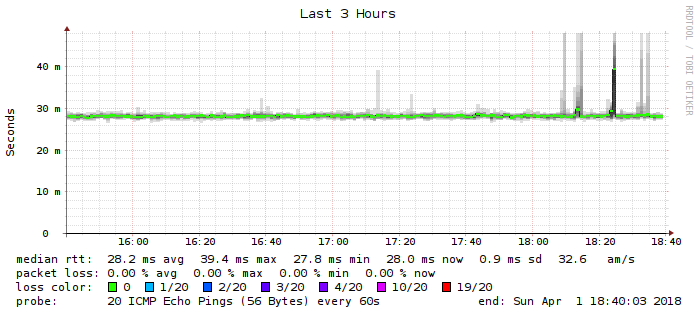 Last 3 Hours
RRDTOOL / TOBI OETIKER
Seconds
40 m
30 m
20 m
10 m
0
16:00 16:20 16:40 17:00 17:20 17:40 18:00 18:20 18:40
median rtt: 28.2 ms avg 39.4 ms max 27.8 ms min 28.0 ms now 0.9 ms sd 32.6 am/s
packet loss: 0.00 % avg 0.00 % max 0.00 % min 0.00 % now
loss color: 0 1/20 2/20 3/20 4/20 10/20 19/20
probe: 20 ICMP Echo Pings (56 Bytes) every 60s end: Sun Apr 1 18:40:03 2018